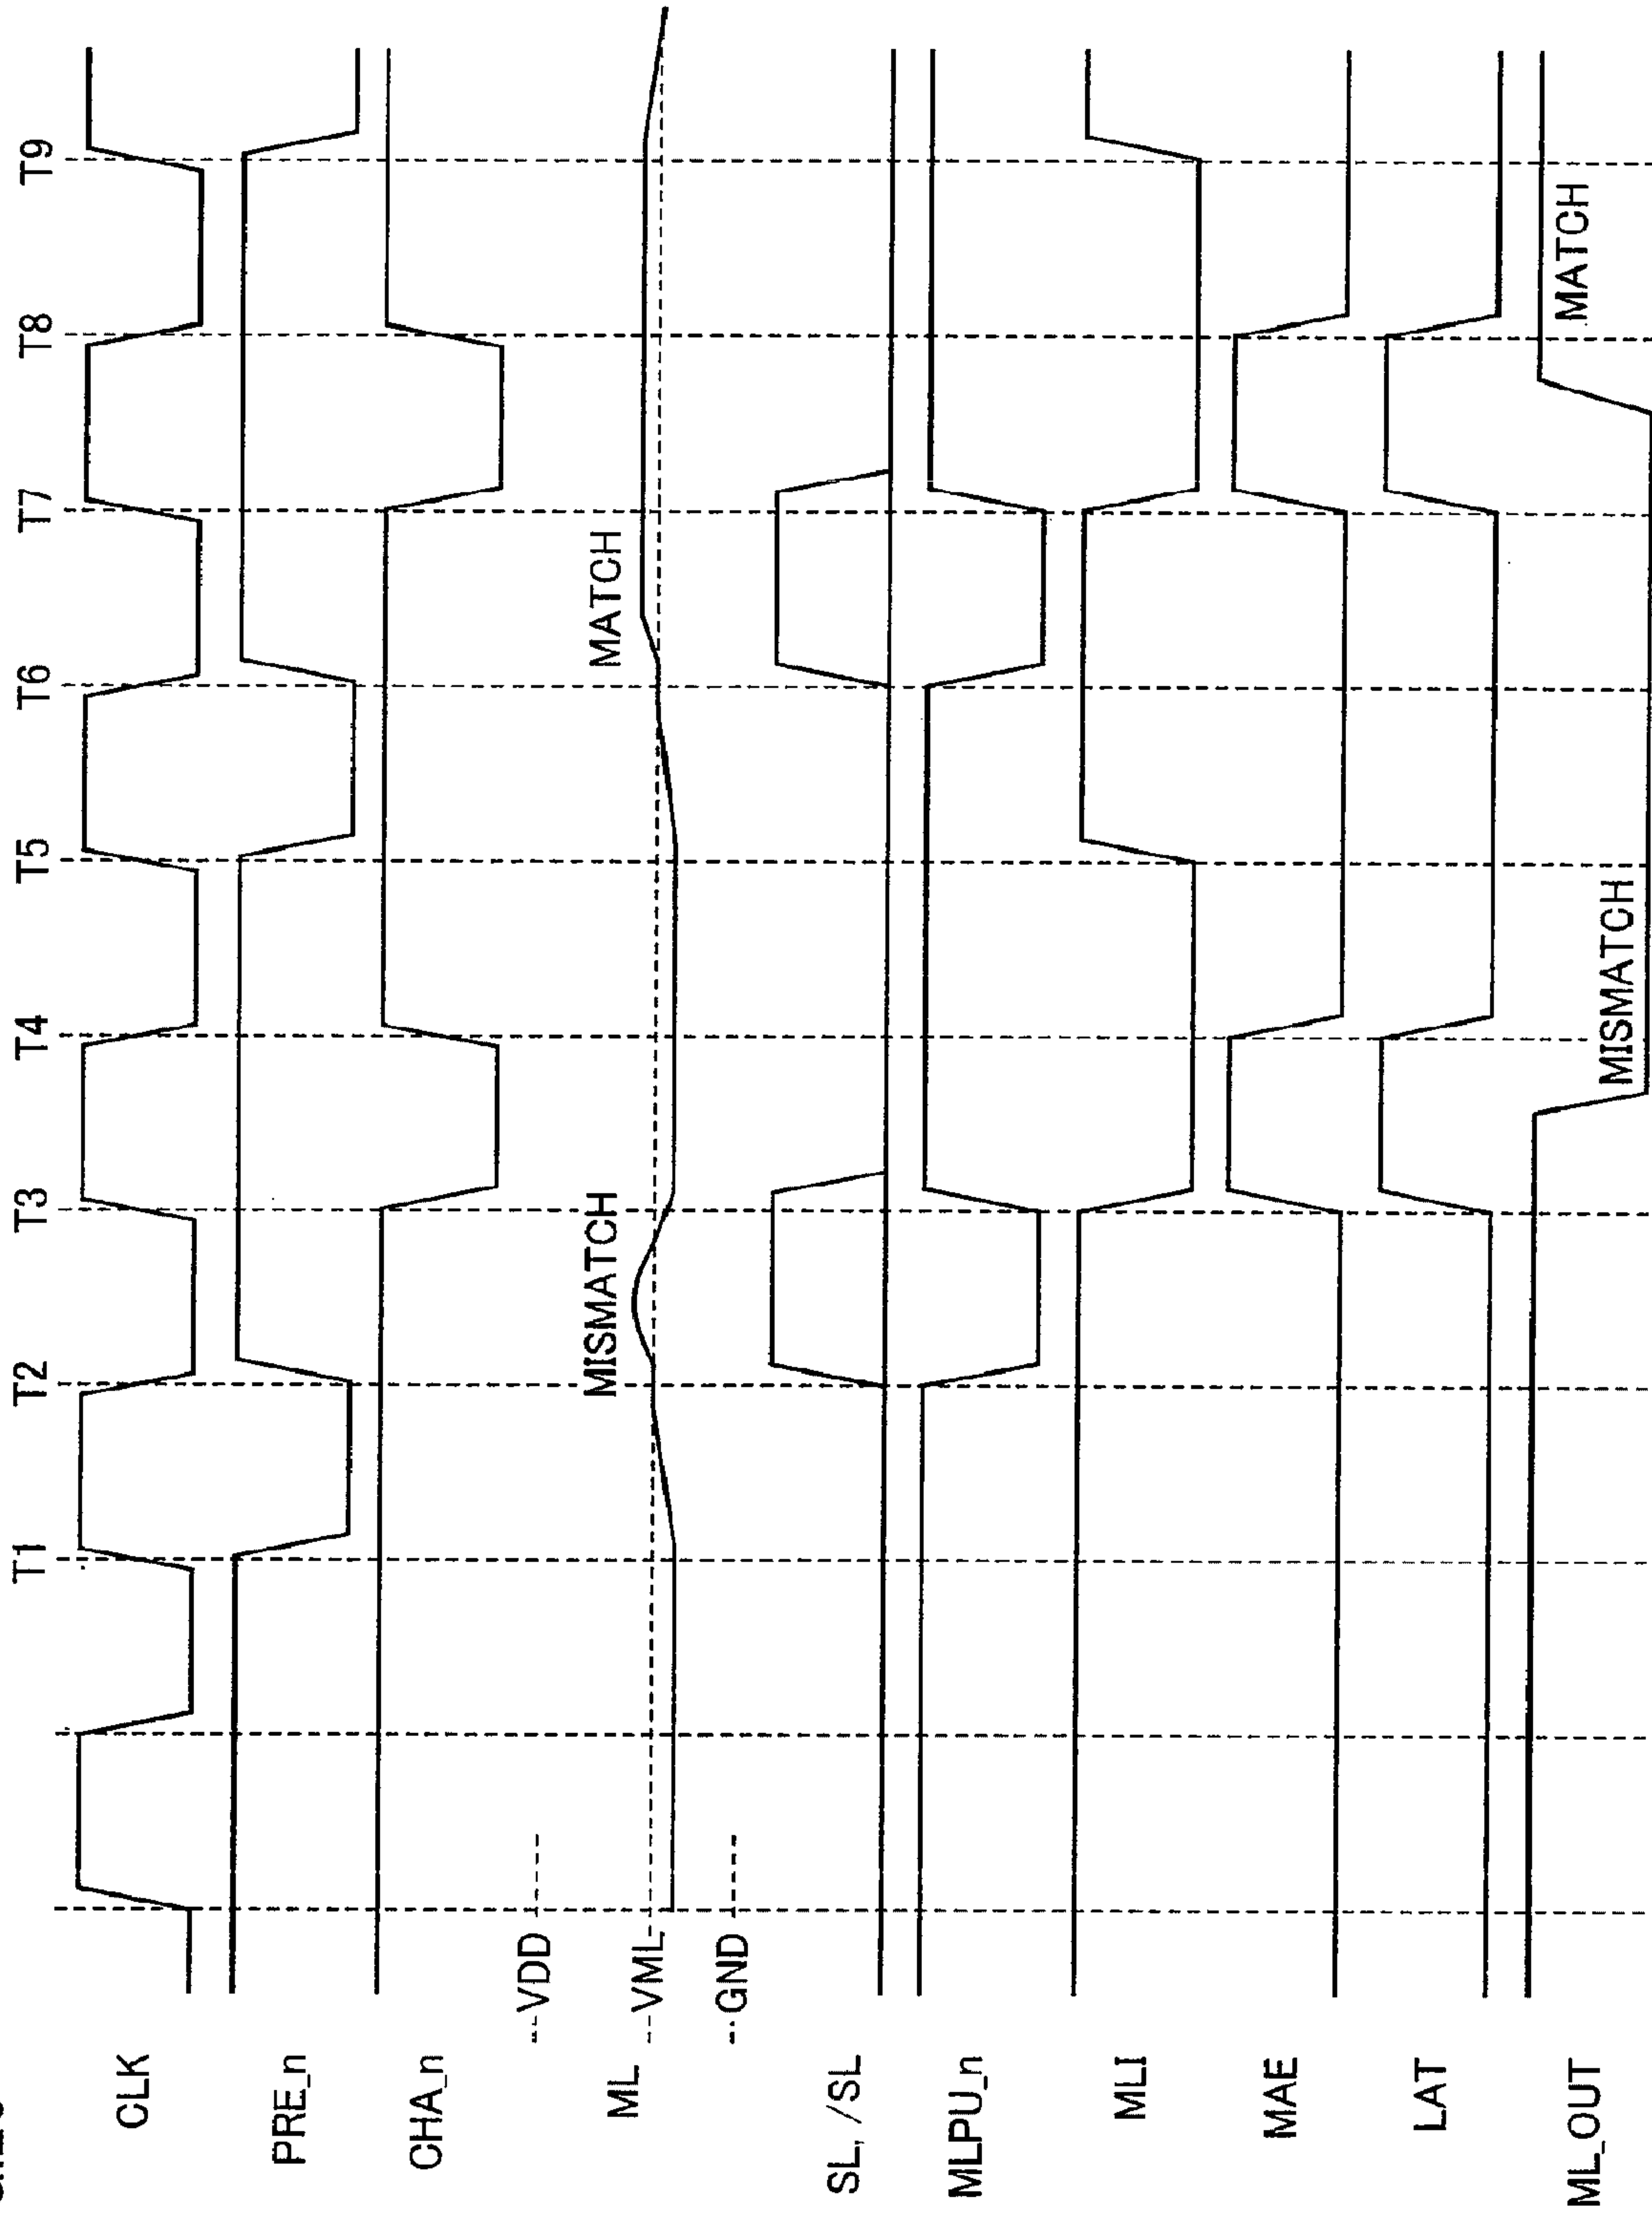 T1 T2 T3 T4 T5 T6 T7 T8 T9
CLK
PRE_n
CHA_n
VDD
ML
VML
GND
MISMATCH
MATCH
SL, /SL
MLPU_n
MLI
MAE
LAT
ML_OUT
MISMATCH
MATCH